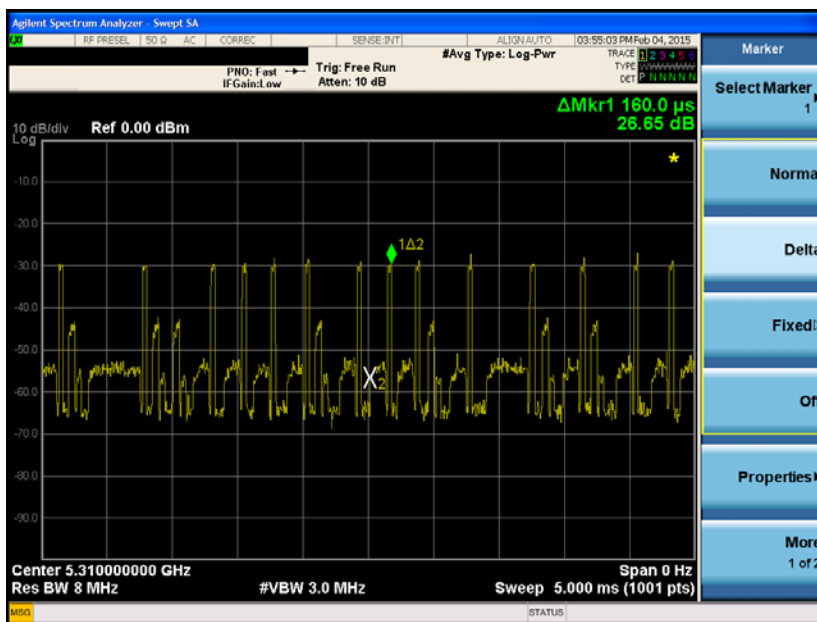 Agilent Spectrum Analyzer - Swept SA
RF PRESEL 50 Ω AC CORREC SENSE:INT ALIGN AUTO 03:55:03 PM Feb 04, 2015
#Avg Type: Log-Pwr
TRACE 1 2 3 4 5 6
TYPE
DET P N N N N N
PNO: Fast
IFGain:Low
Trig: Free Run
Atten: 10 dB
ΔMkr1 160.0 µs
26.65 dB
10 dB/div Ref 0.00 dBm
Log
-10.0
-20.0
-30.0
-40.0
-50.0
-60.0
-70.0
-80.0
-90.0
1Δ2
X2
*
Center 5.310000000 GHz
Span 0 Hz
Res BW 8 MHz
#VBW 3.0 MHz
Sweep 5.000 ms (1001 pts)
MSG
STATUS
Marker
Select Marker
1
Norma
Delta
Fixed
Of
Properties
More
1 of 2